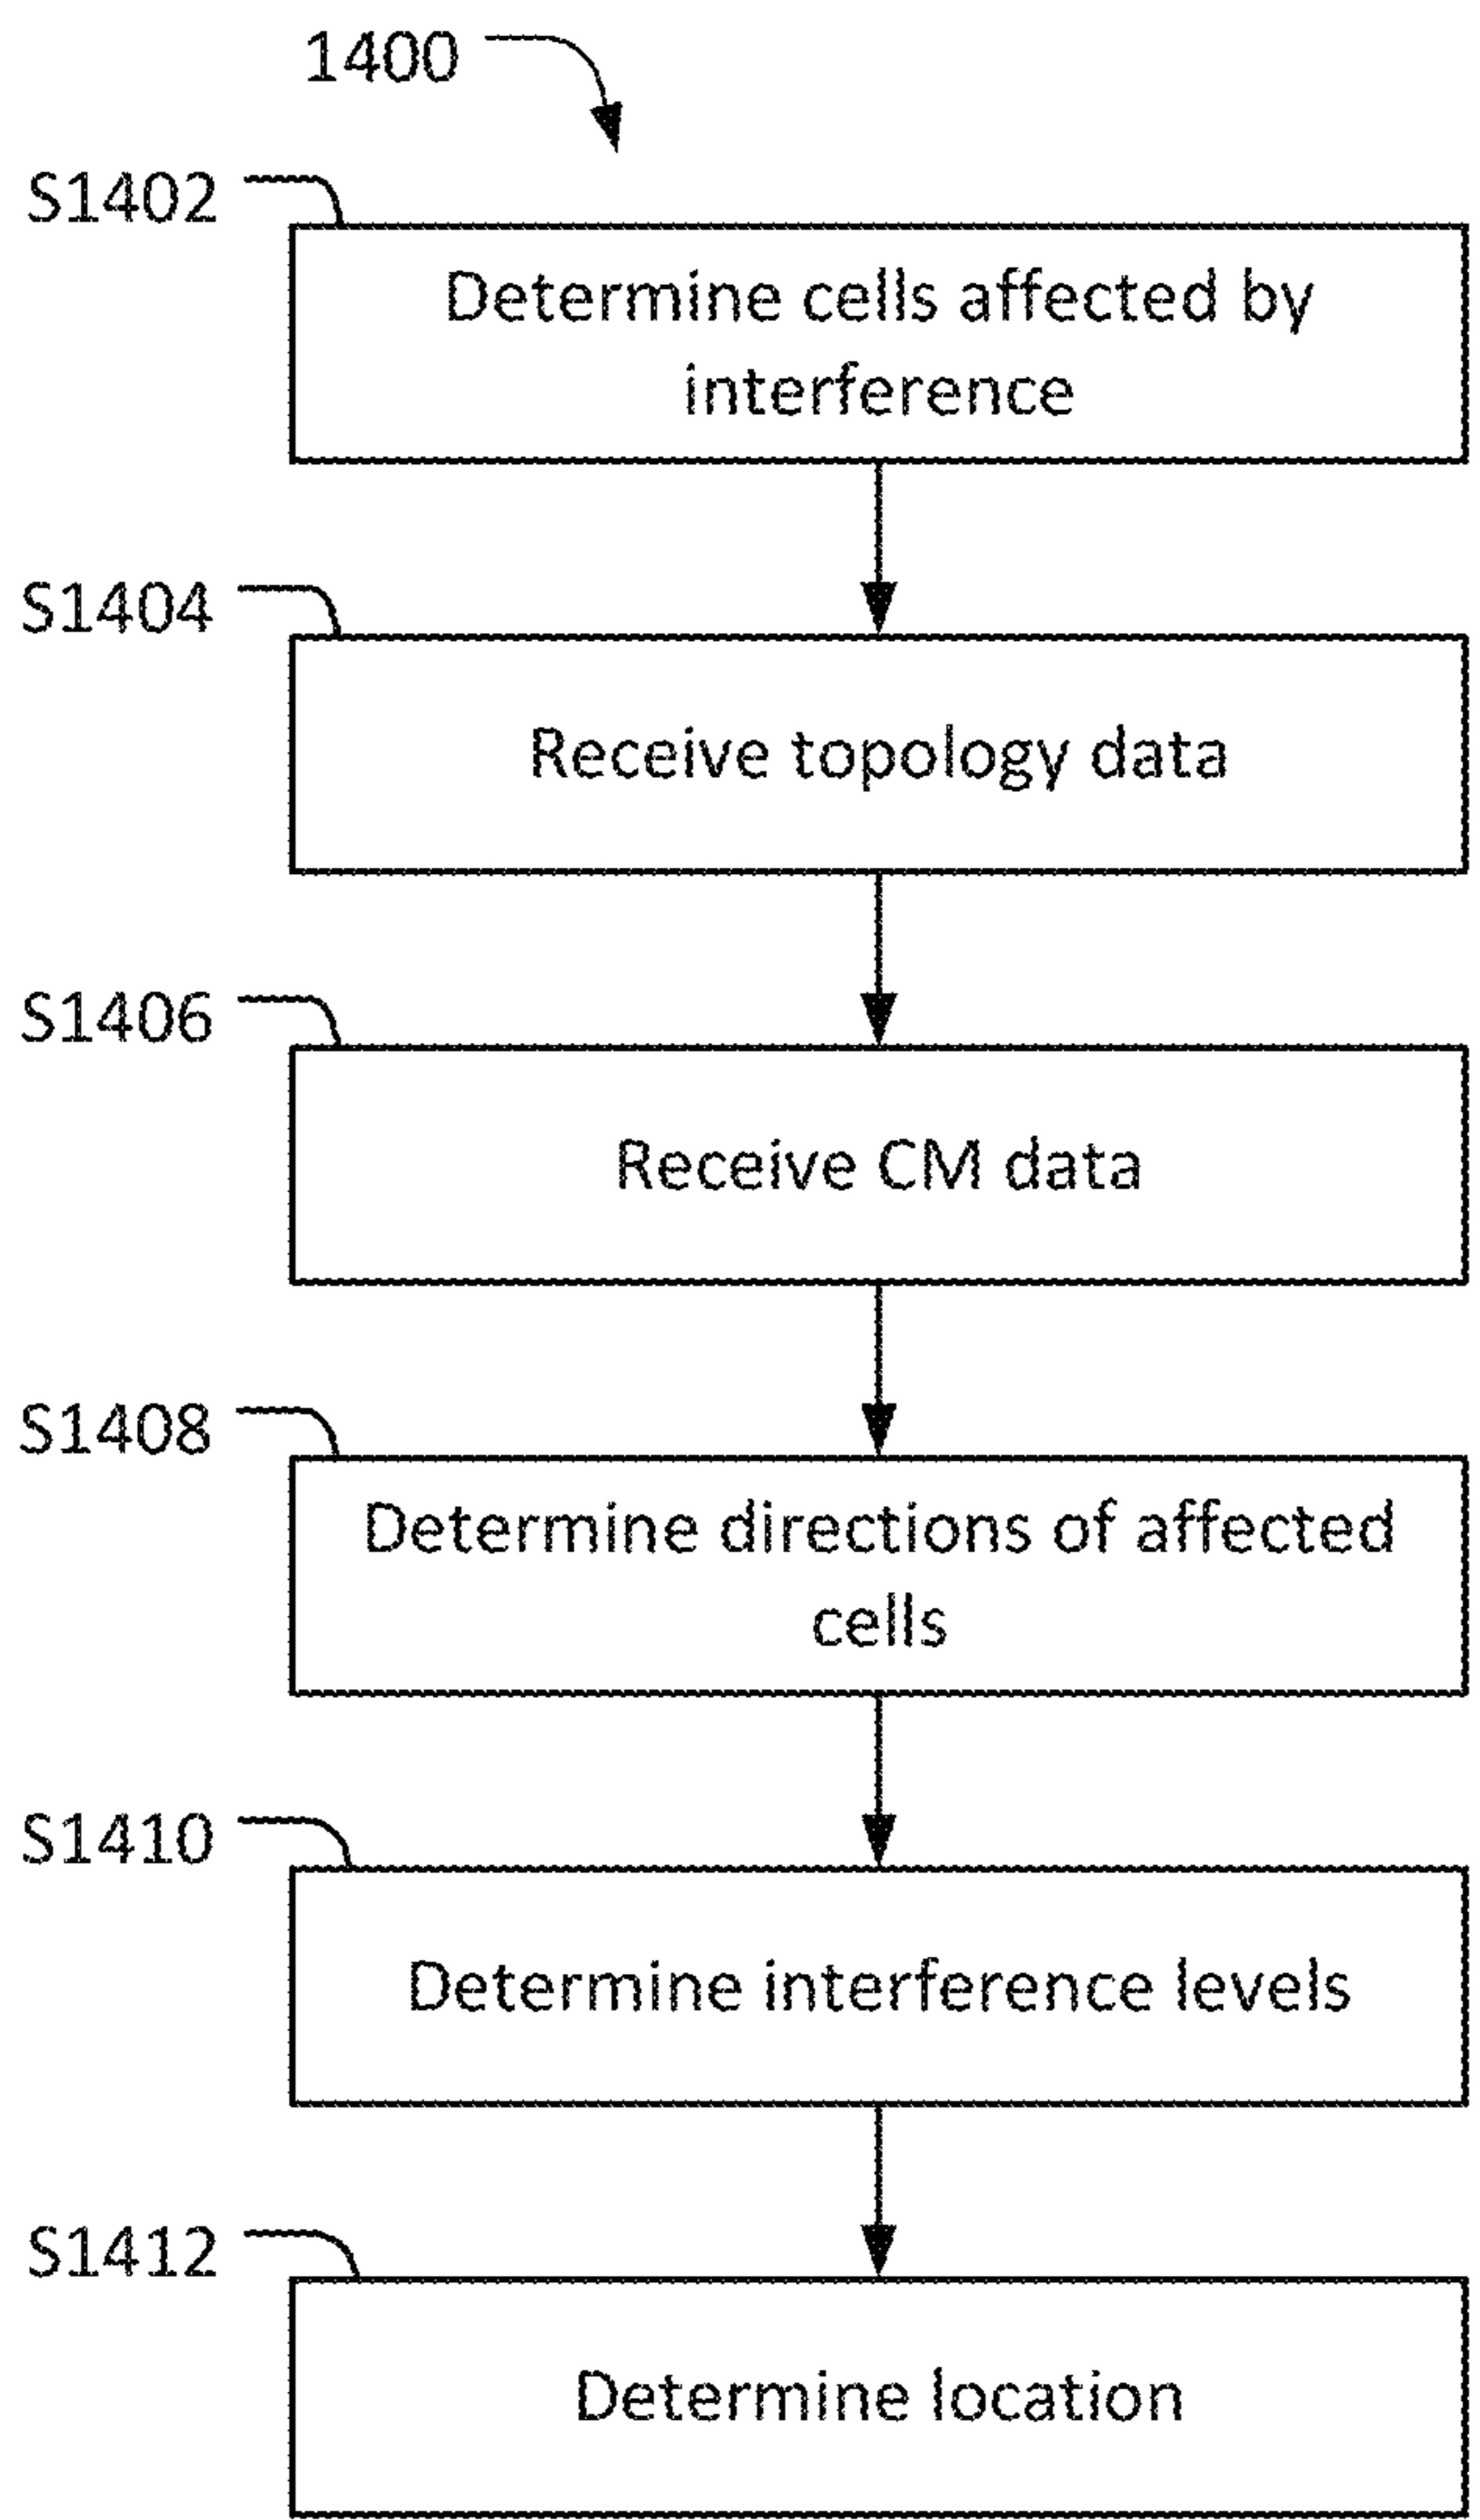 1400
S1402
Determine cells affected by
interference
S1404
Receive topology data
S1406
Receive CM data
S1408
Determine directions of affected
cells
S1410
Determine interference levels
S1412
Determine location